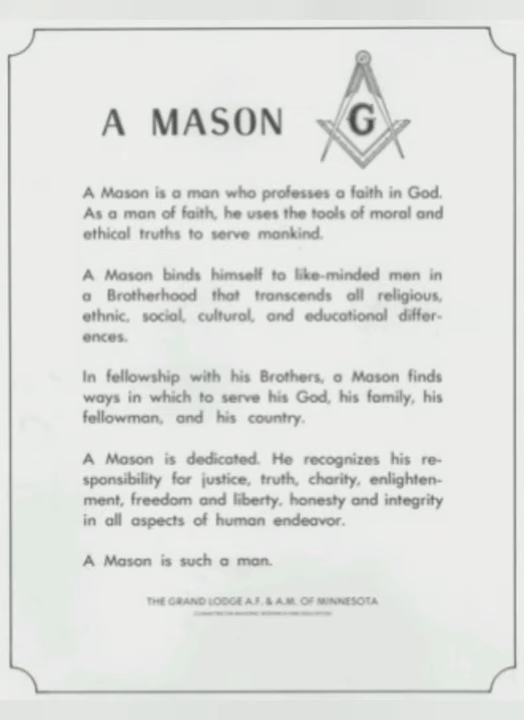 A MASON
G
A Mason is a man who professes a faith in God.
As a man of faith, he uses the tools of moral and
ethical truths to serve mankind.
A Mason binds himself to like-minded men in
a Brotherhood that transcends all religious,
ethnic, social, cultural, and educational differ-
ences.
In fellowship with his Brothers, a Mason finds
ways in which to serve his God, his family, his
fellowman, and his country.
A Mason is dedicated. He recognizes his re-
sponsibility for justice, truth, charity, enlighten-
ment, freedom and liberty, honesty and integrity
in all aspects of human endeavor.
A Mason is such a man.
THE GRAND LODGE A.F. & A.M. OF MINNESOTA